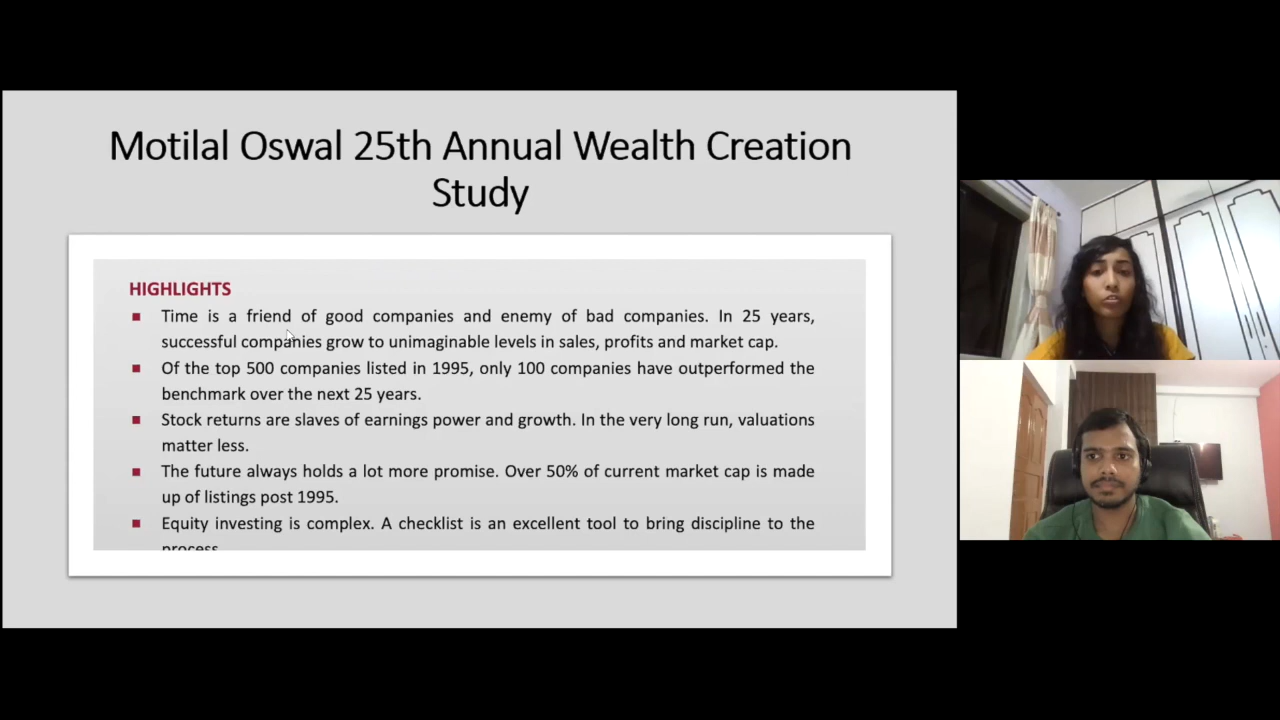 Motilal Oswal 25th Annual Wealth Creation
Study
HIGHLIGHTS
▪ Time is a friend of good companies and enemy of bad companies. In 25 years,
successful companies grow to unimaginable levels in sales, profits and market cap.
▪ Of the top 500 companies listed in 1995, only 100 companies have outperformed the
benchmark over the next 25 years.
▪ Stock returns are slaves of earnings power and growth. In the very long run, valuations
matter less.
▪ The future always holds a lot more promise. Over 50% of current market cap is made
up of listings post 1995.
▪ Equity investing is complex. A checklist is an excellent tool to bring discipline to the
process.